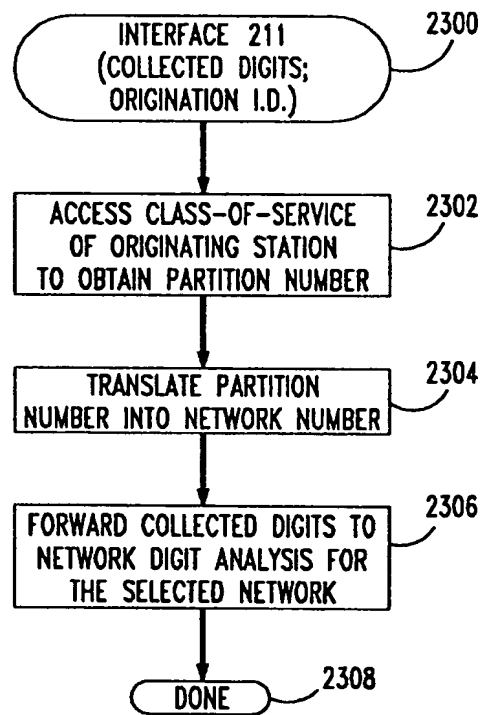 INTERFACE 211
(COLLECTED DIGITS;
ORIGINATION I.D.)
2300
ACCESS CLASS-OF-SERVICE
OF ORIGINATING STATION
TO OBTAIN PARTITION NUMBER
2302
TRANSLATE PARTITION
NUMBER INTO NETWORK NUMBER
2304
FORWARD COLLECTED DIGITS TO
NETWORK DIGIT ANALYSIS FOR
THE SELECTED NETWORK
2306
DONE
2308